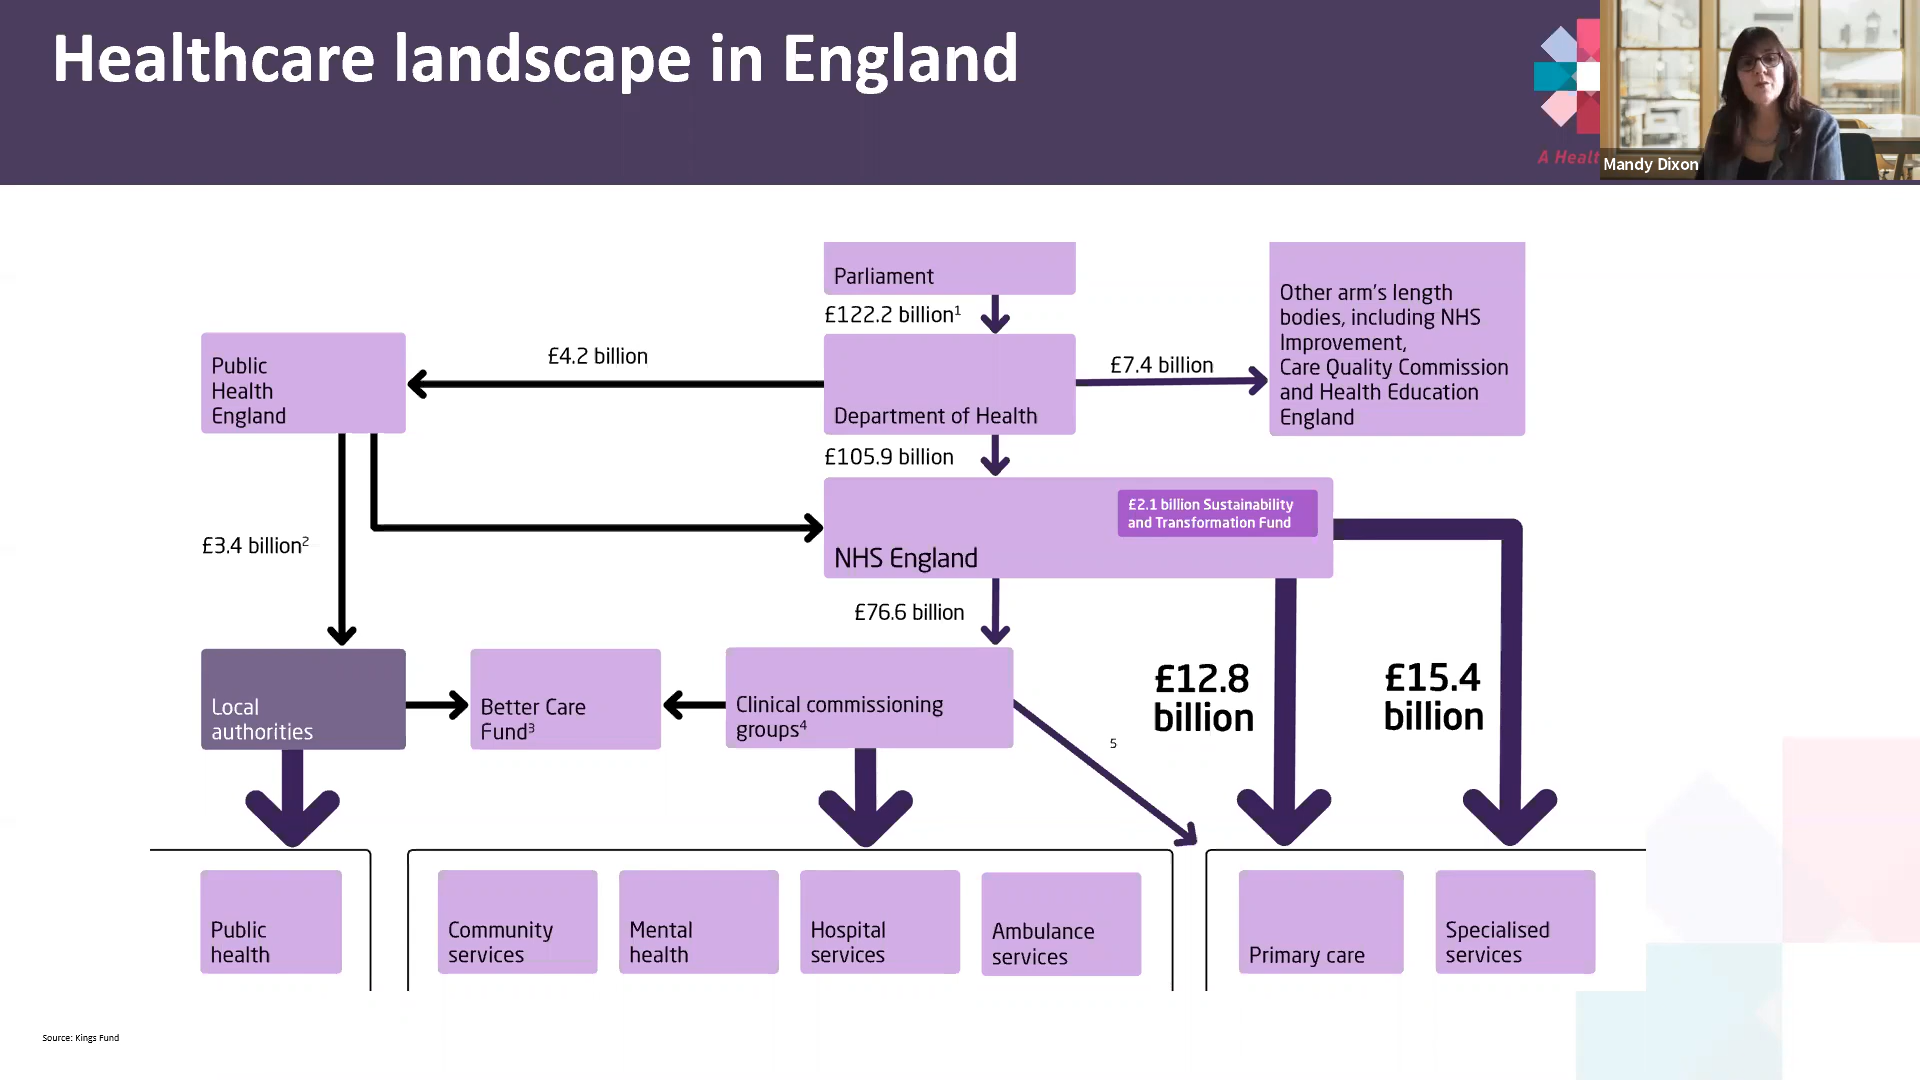 Healthcare landscape in England
A Healt
Mandy Dixon
Parliament
£122.2 billion¹
Other arm's length
bodies, including NHS
Improvement,
Care Quality Commission
and Health Education
England
Public
Health
England
£4.2 billion
£7.4 billion
Department of Health
£105.9 billion
£2.1 billion Sustainability
and Transformation Fund
NHS England
£3.4 billion²
£76.6 billion
£12.8
billion
£15.4
billion
Local
authorities
Better Care
Fund³
Clinical commissioning
groups⁴
5
Public
health
Community
services
Mental
health
Hospital
services
Ambulance
services
Primary care
Specialised
services
Source: Kings Fund